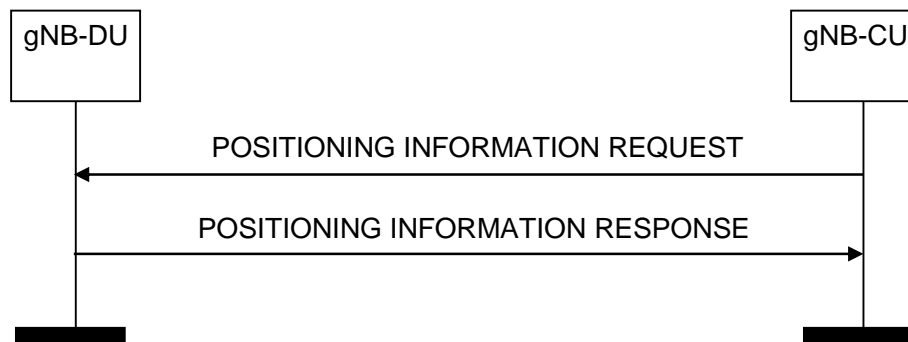 gNB-DU
gNB-CU
POSITIONING INFORMATION REQUEST
POSITIONING INFORMATION RESPONSE